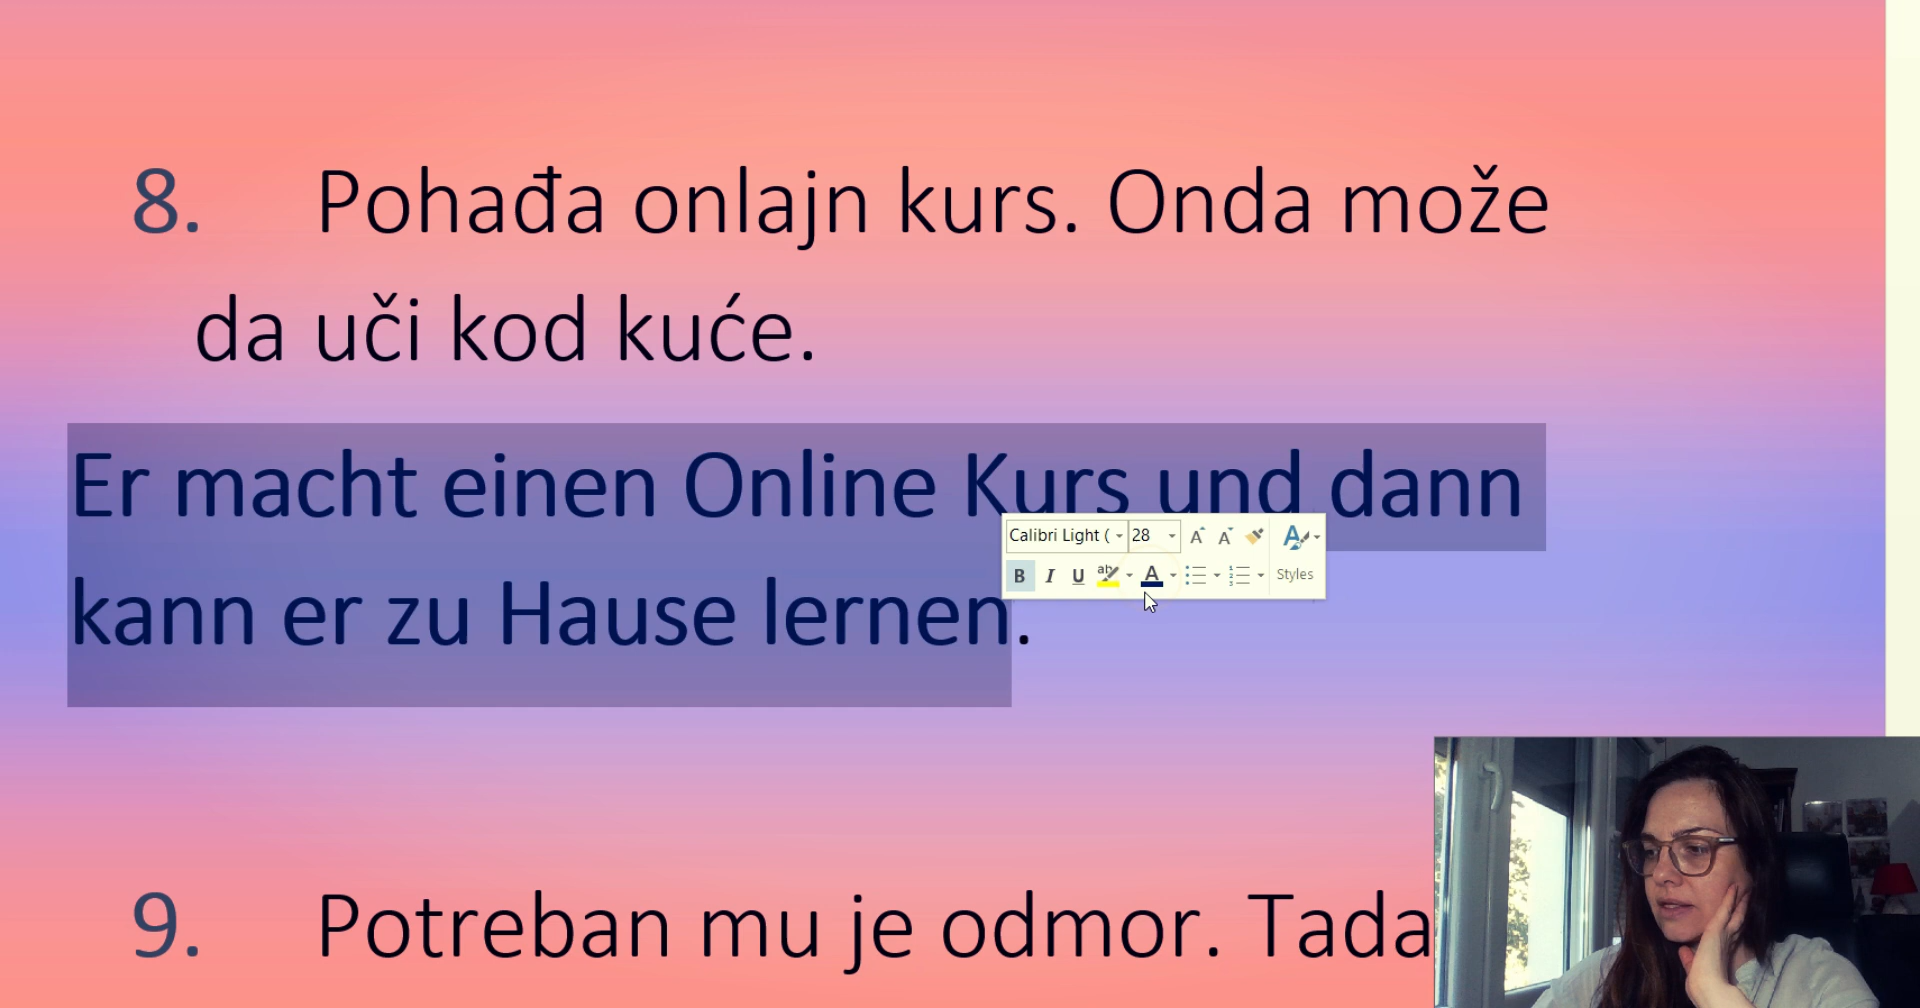 8. Pohađa onlajn kurs. Onda može
da uči kod kuće.
Er macht einen Online Kurs und dann
kann er zu Hause lernen.
Calibri Light ( 28 A A A
B I U ab A Styles
9. Potreban mu je odmor. Tada